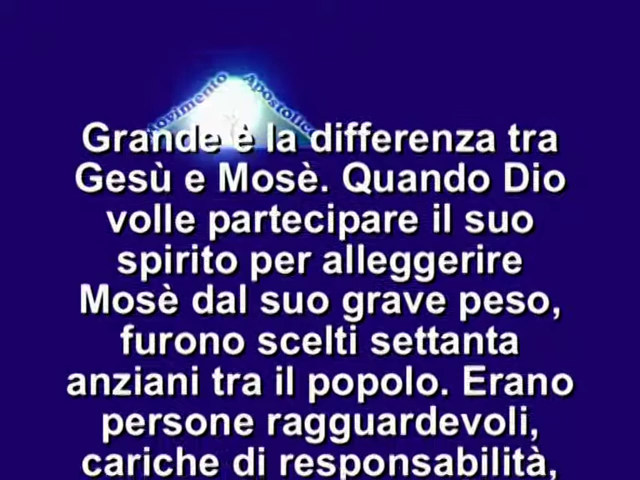 Movimento Apostolico
Grande è la differenza tra
Gesù e Mosè. Quando Dio
volle partecipare il suo
spirito per alleggerire
Mosè dal suo grave peso,
furono scelti settanta
anziani tra il popolo. Erano
persone ragguardevoli,
cariche di responsabilità,